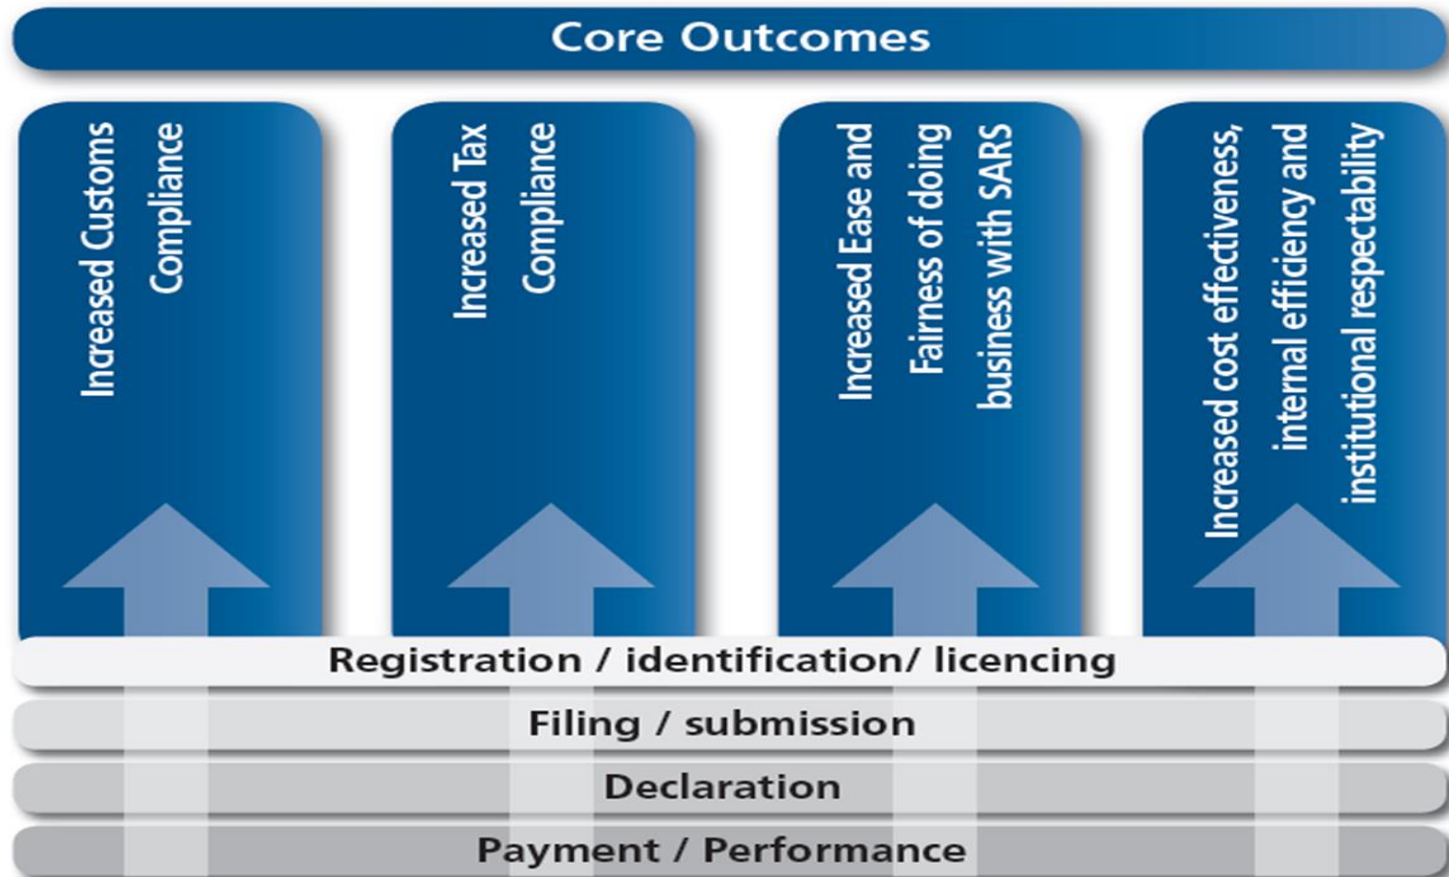 Core Outcomes
Increased Customs
Compliance
Increased Tax
Compliance
Increased Ease and
Fairness of doing
business with SARS
Increased cost effectiveness,
internal efficiency and
institutional respectability
Registration / identification/ licencing
Filing / submission
Declaration
Payment / Performance